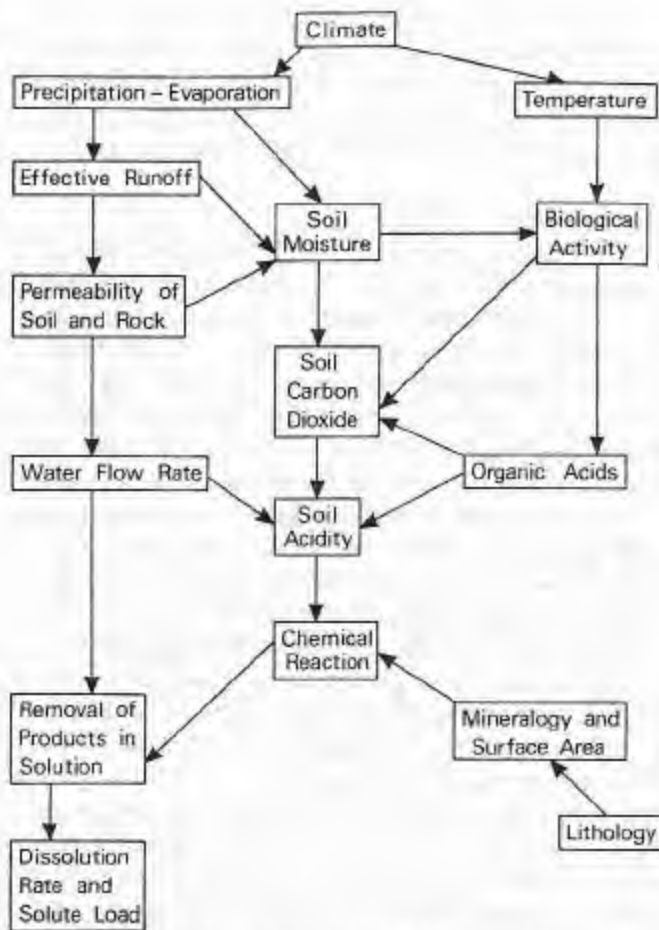 Climate
Precipitation – Evaporation
Temperature
Effective Runoff
Soil
Moisture
Biological
Activity
Permeability of
Soil and Rock
Soil
Carbon
Dioxide
Water Flow Rate
Organic Acids
Soil
Acidity
Chemical
Reaction
Removal of
Products in
Solution
Mineralogy and
Surface Area
Lithology
Dissolution
Rate and
Solute Load